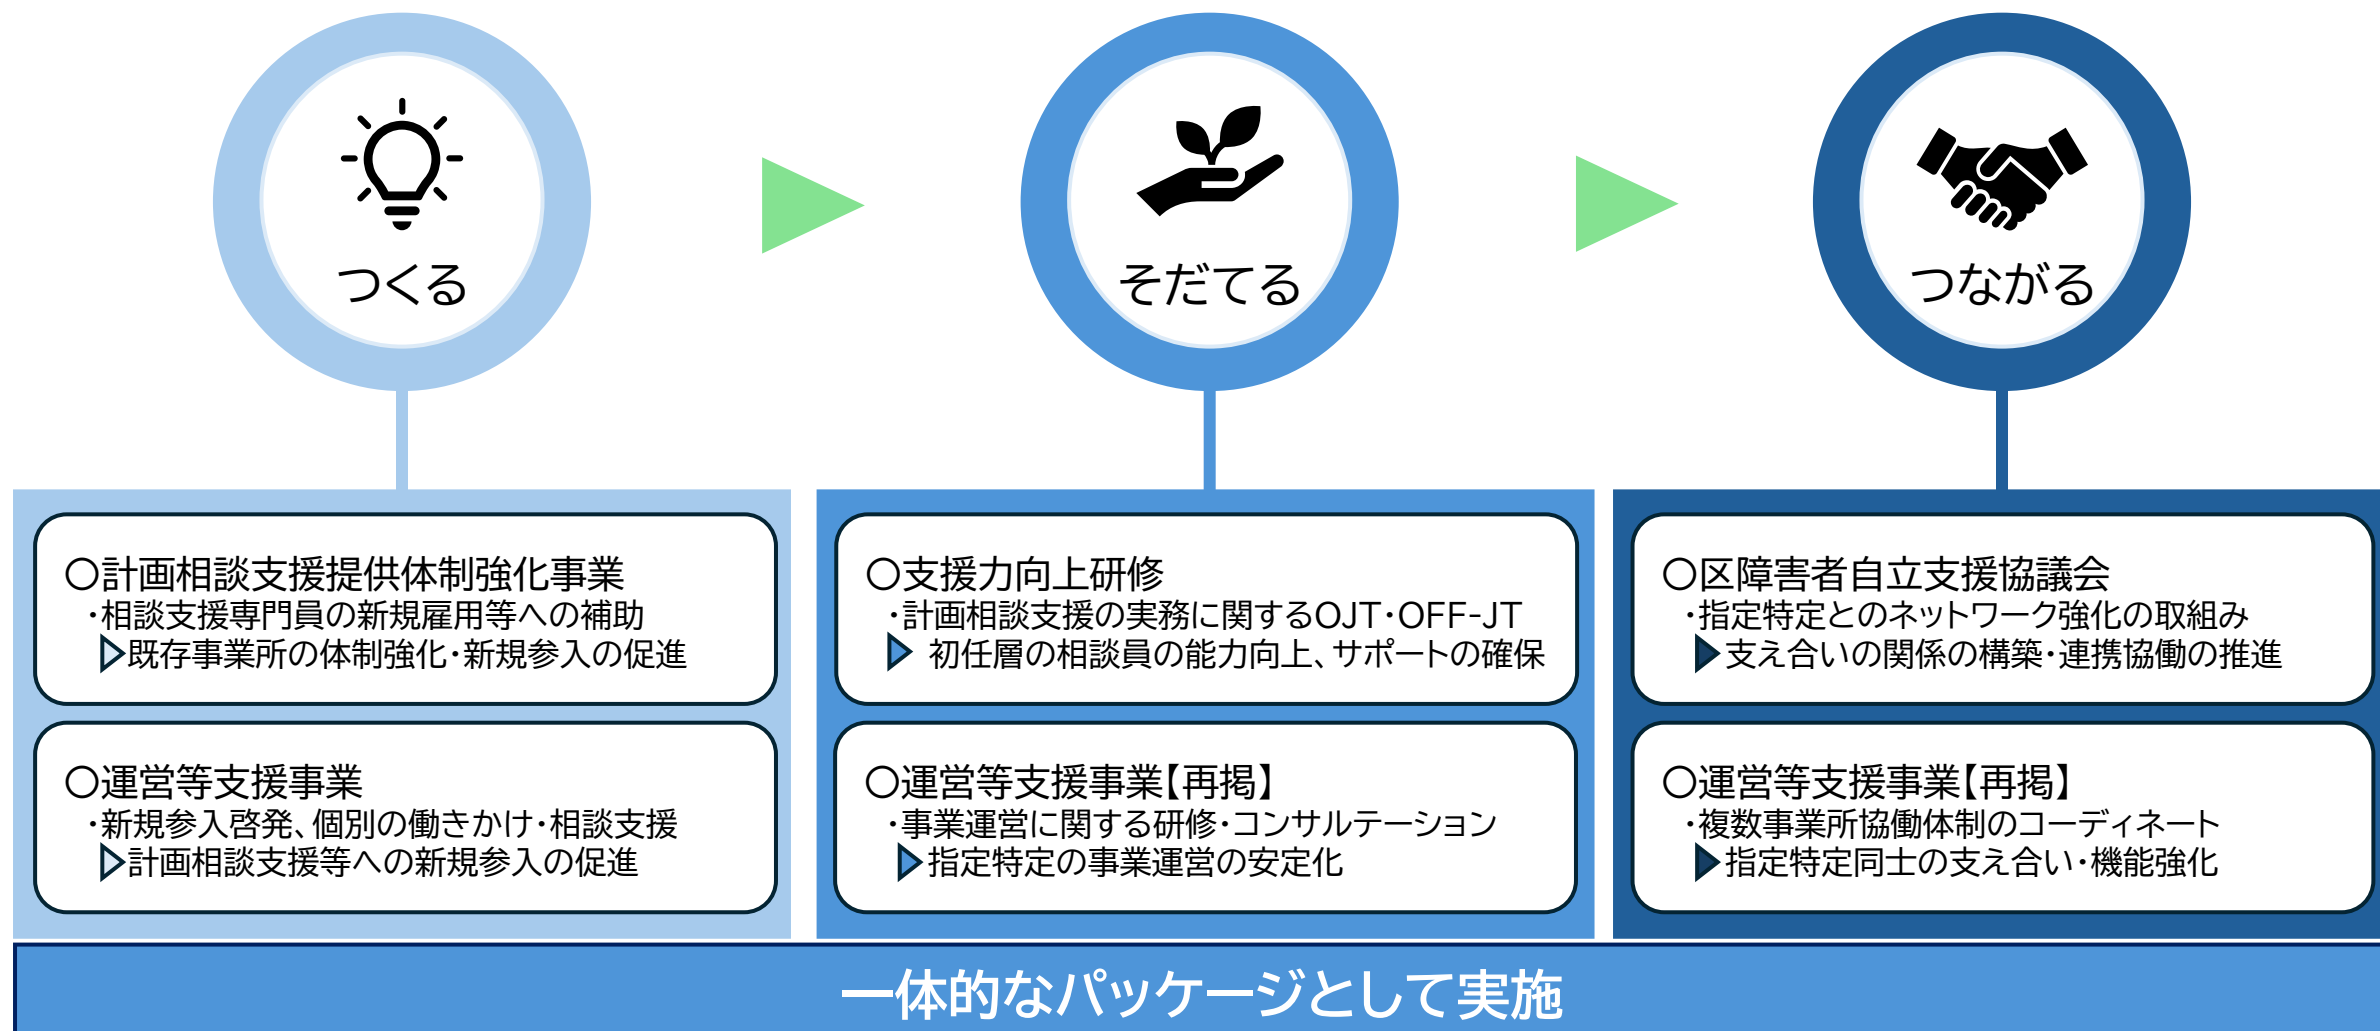 つくる
そだてる
つながる
○計画相談支援提供体制強化事業
・相談支援専門員の新規雇用等への補助
既存事業所の体制強化・新規参入の促進
○運営等支援事業
・新規参入啓発、個別の働きかけ・相談支援
計画相談支援等への新規参入の促進
○支援力向上研修
・計画相談支援の実務に関するOJT・OFF-JT
初任層の相談員の能力向上、サポートの確保
○運営等支援事業【再掲】
・事業運営に関する研修・コンサルテーション
指定特定の事業運営の安定化
○区障害者自立支援協議会
・指定特定とのネットワーク強化の取組み
支え合いの関係の構築・連携協働の推進
○運営等支援事業【再掲】
・複数事業所協働体制のコーディネート
指定特定同士の支え合い・機能強化
一体的なパッケージとして実施